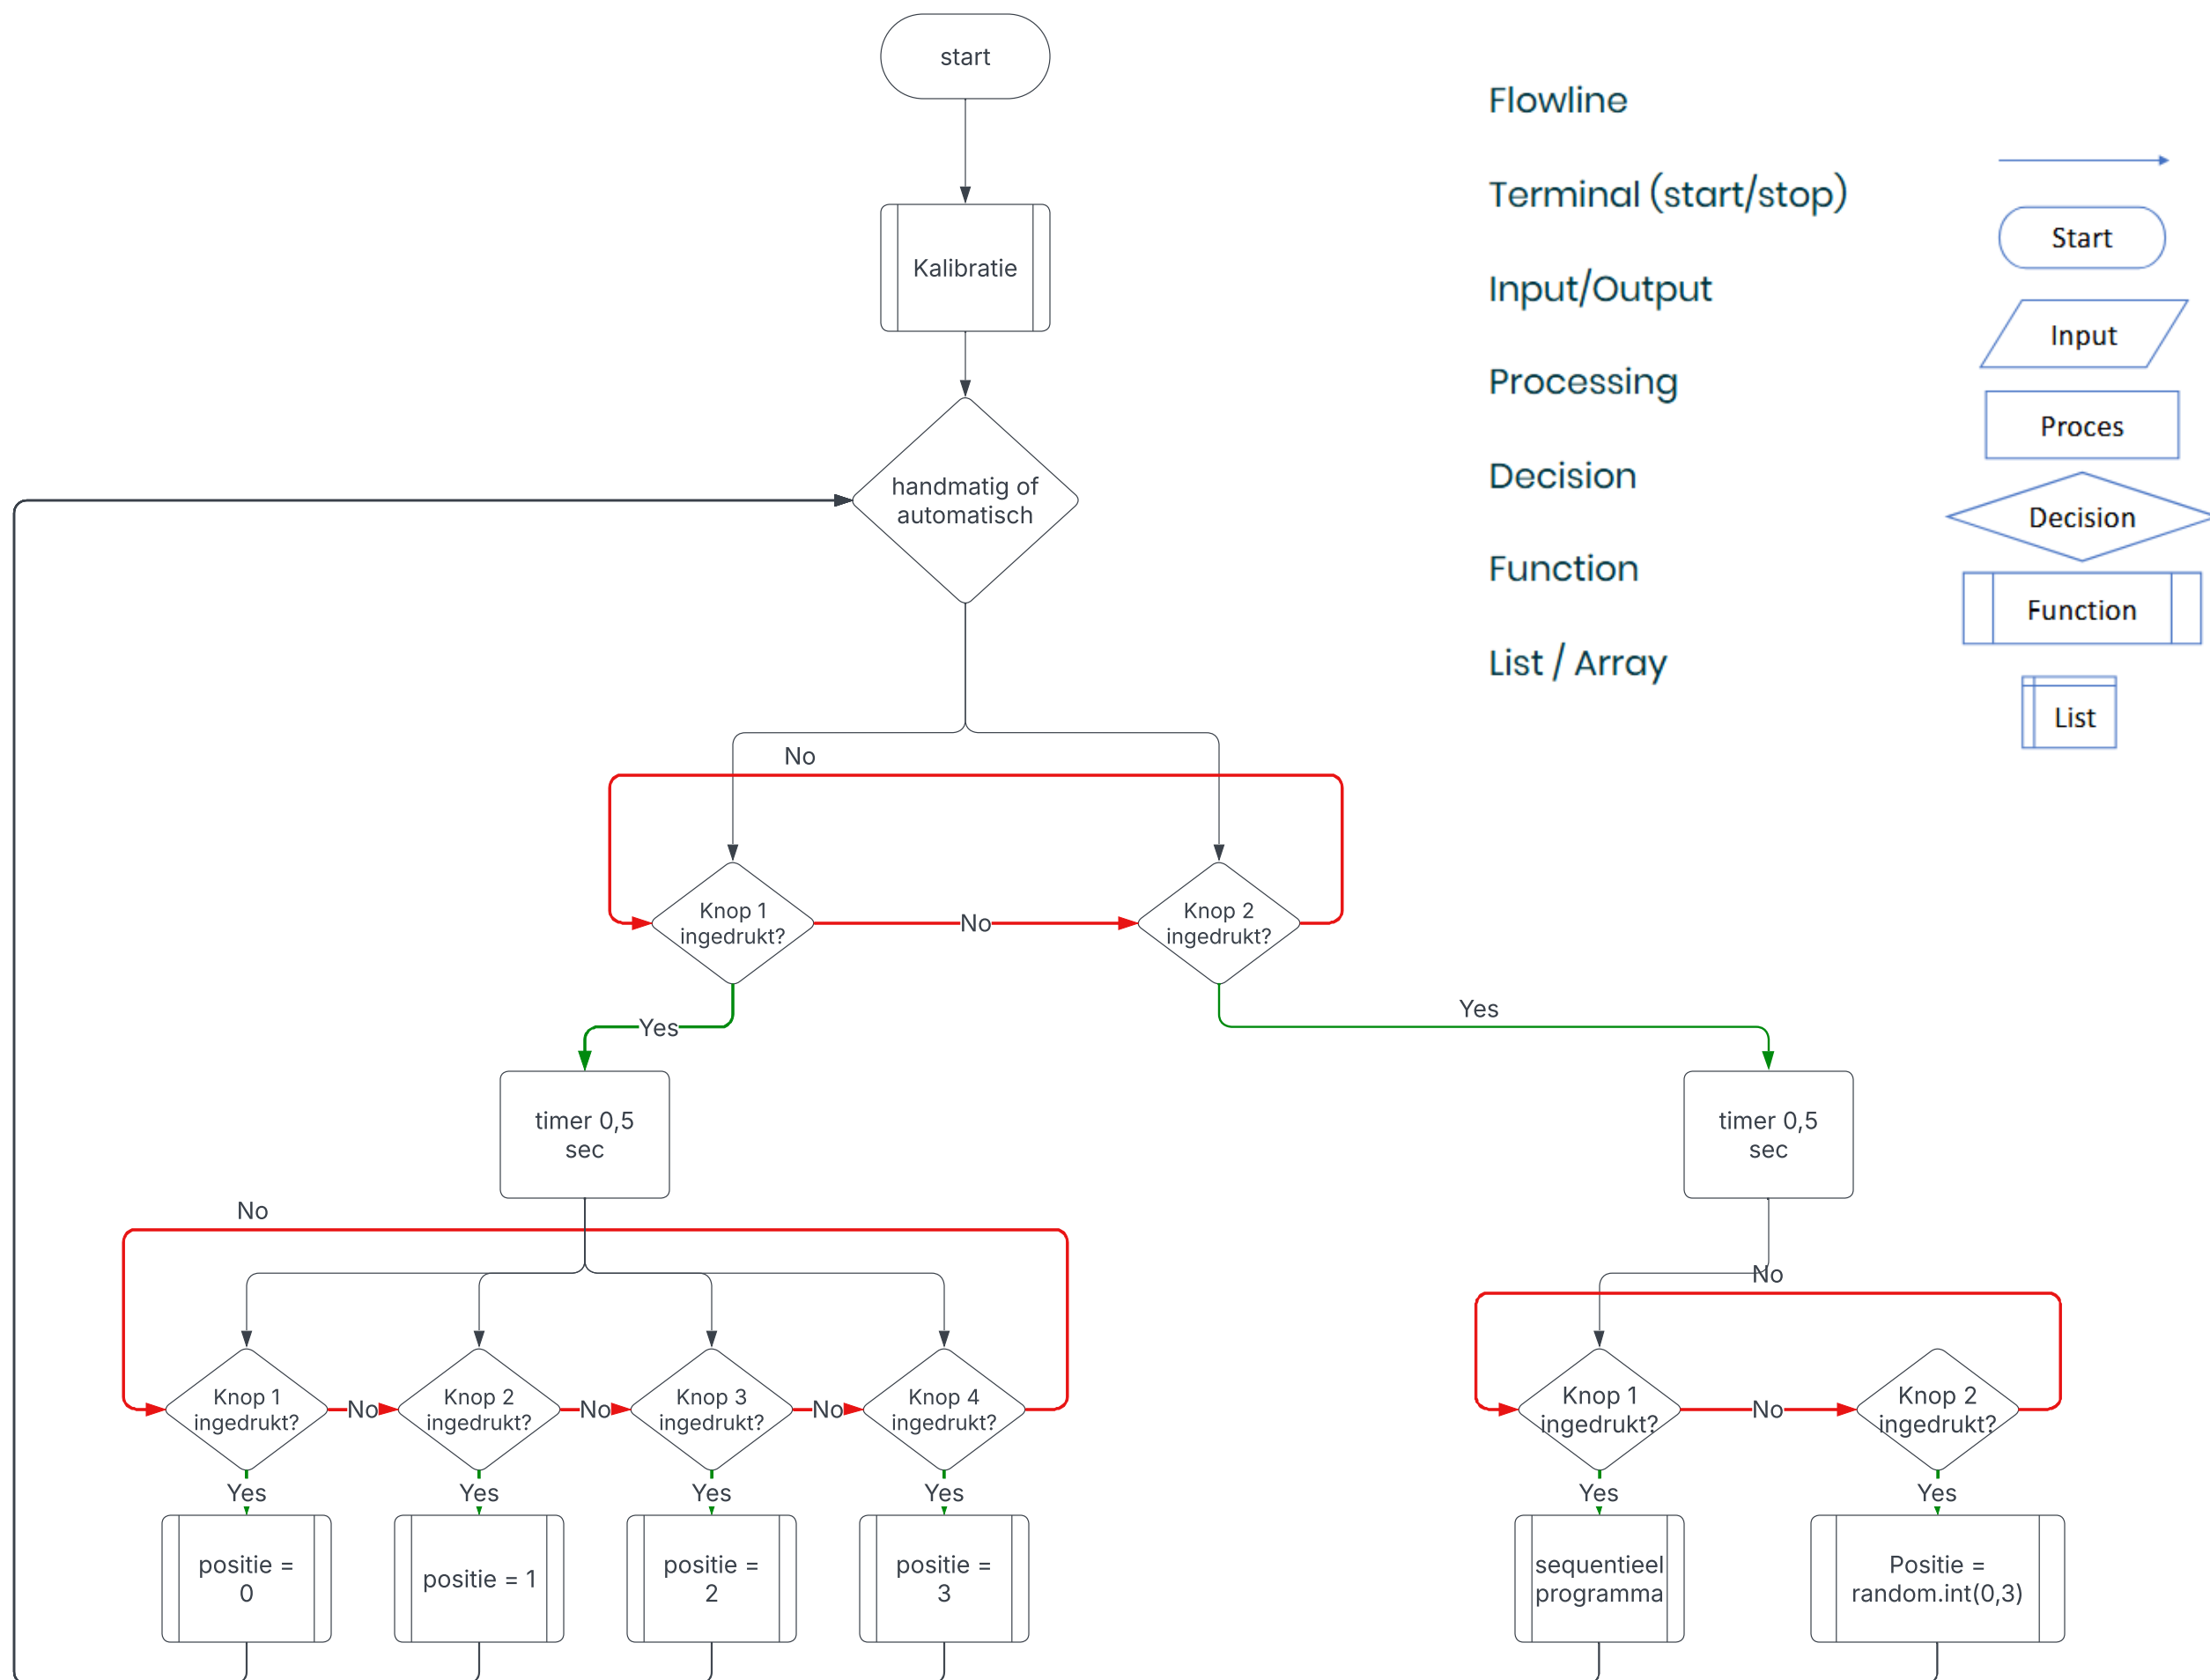 start
Kalibratie
handmatig of
automatisch
No
Knop 1
ingedrukt?
No
Knop 2
ingedrukt?
Yes
Yes
timer 0,5
sec
timer 0,5
sec
No
No
Knop 1
ingedrukt?
No
Knop 2
ingedrukt?
No
Knop 3
ingedrukt?
No
Knop 4
ingedrukt?
Knop 1
ingedrukt?
No
Knop 2
ingedrukt?
Yes
Yes
Yes
Yes
Yes
Yes
positie =
0
positie = 1
positie =
2
positie =
3
sequentieel
programma
Positie =
random.int(0,3)
Flowline
Terminal (start/stop)
Start
Input/Output
Input
Processing
Proces
Decision
Decision
Function
Function
List / Array
List